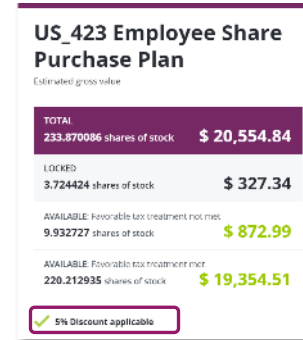 US_423 Employee Share
Purchase Plan
Estimated gross value
TOTAL
233.870086 shares of stock $ 20,554.84
LOCKED
3.724424 shares of stock $ 327.34
AVAILABLE: Favorable tax treatment not met
9.932727 shares of stock $ 872.99
AVAILABLE: Favorable tax treatment met
220.212935 shares of stock $ 19,354.51
5% Discount applicable